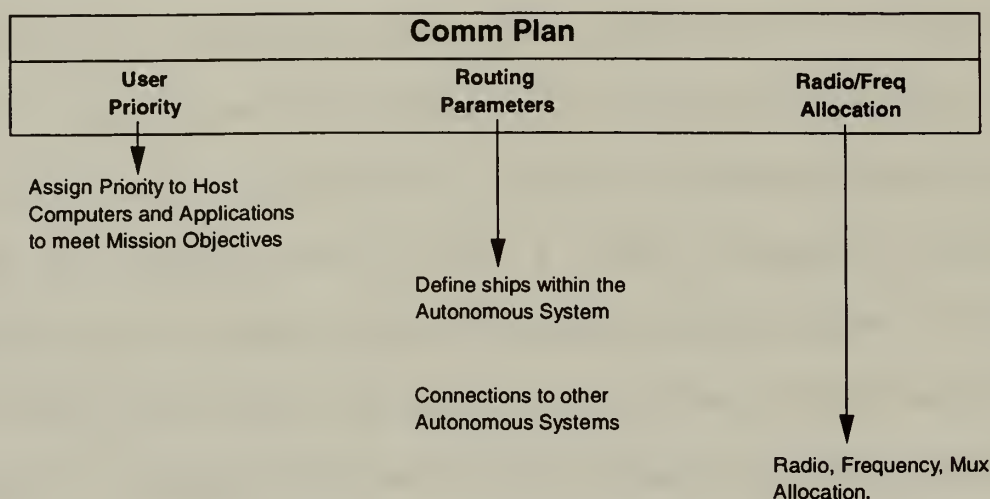 Comm Plan
User
Priority
Routing
Parameters
Radio/Freq
Allocation
Assign Priority to Host
Computers and Applications
to meet Mission Objectives
Define ships within the
Autonomous System
Connections to other
Autonomous Systems
Radio, Frequency, Mux
Allocation.